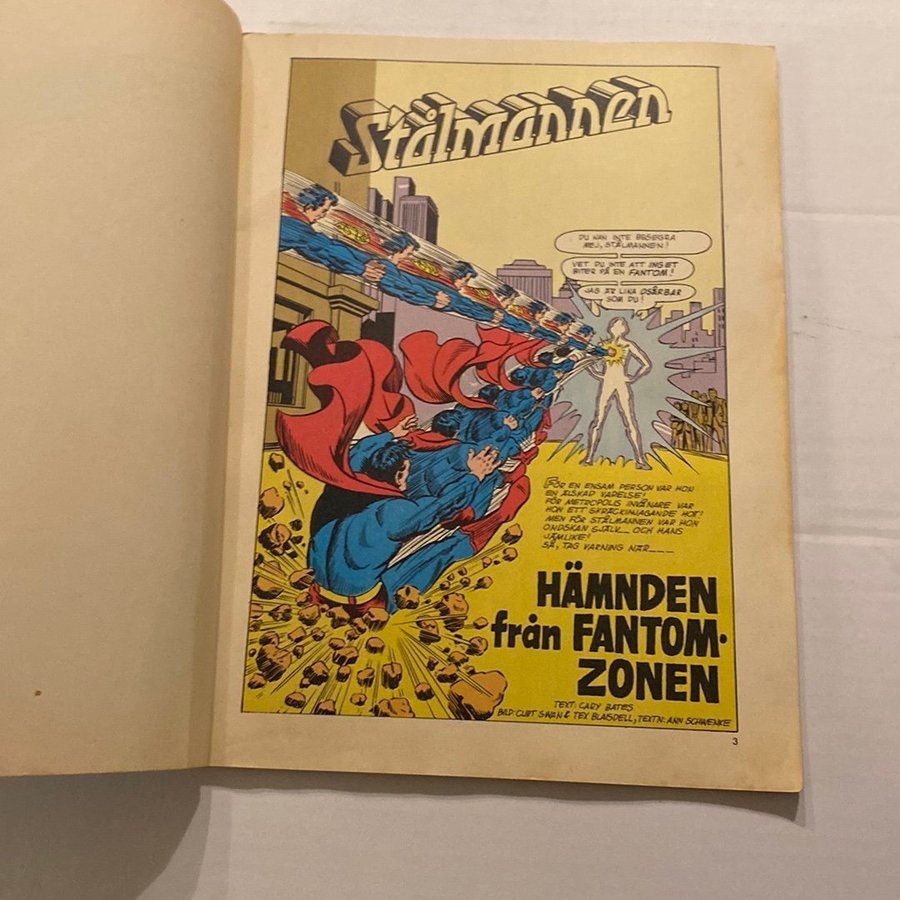 Stålmannen
DU KAN INTE BESEGRA
MEJ, STÅLMANNEN!
VET DU INTE ATT INGET
BITER PÅ EN FANTOM!
JAG ÄR LIKA OSÅRBAR
SOM DU!
FÖR EN ENSAM PERSON VAR HON
EN ÄLSKAD VARELSE!
FÖR METROPOLIS INVÅNARE VAR
HON ETT SKRÄCKINJAGANDE HOT!
MEN FÖR STÅLMANNEN VAR HON
ONDSKAN SJÄLV... OCH HANS
JÄMLIKE!
SÅ, TAG VARNING NÄR...
HÄMNDEN
från FANTOM-
ZONEN
TEXT: CARY BATES
BILD: CURT SWAN & TEX BLAISDELL, TEXTN: ANN SCHWENKE
3